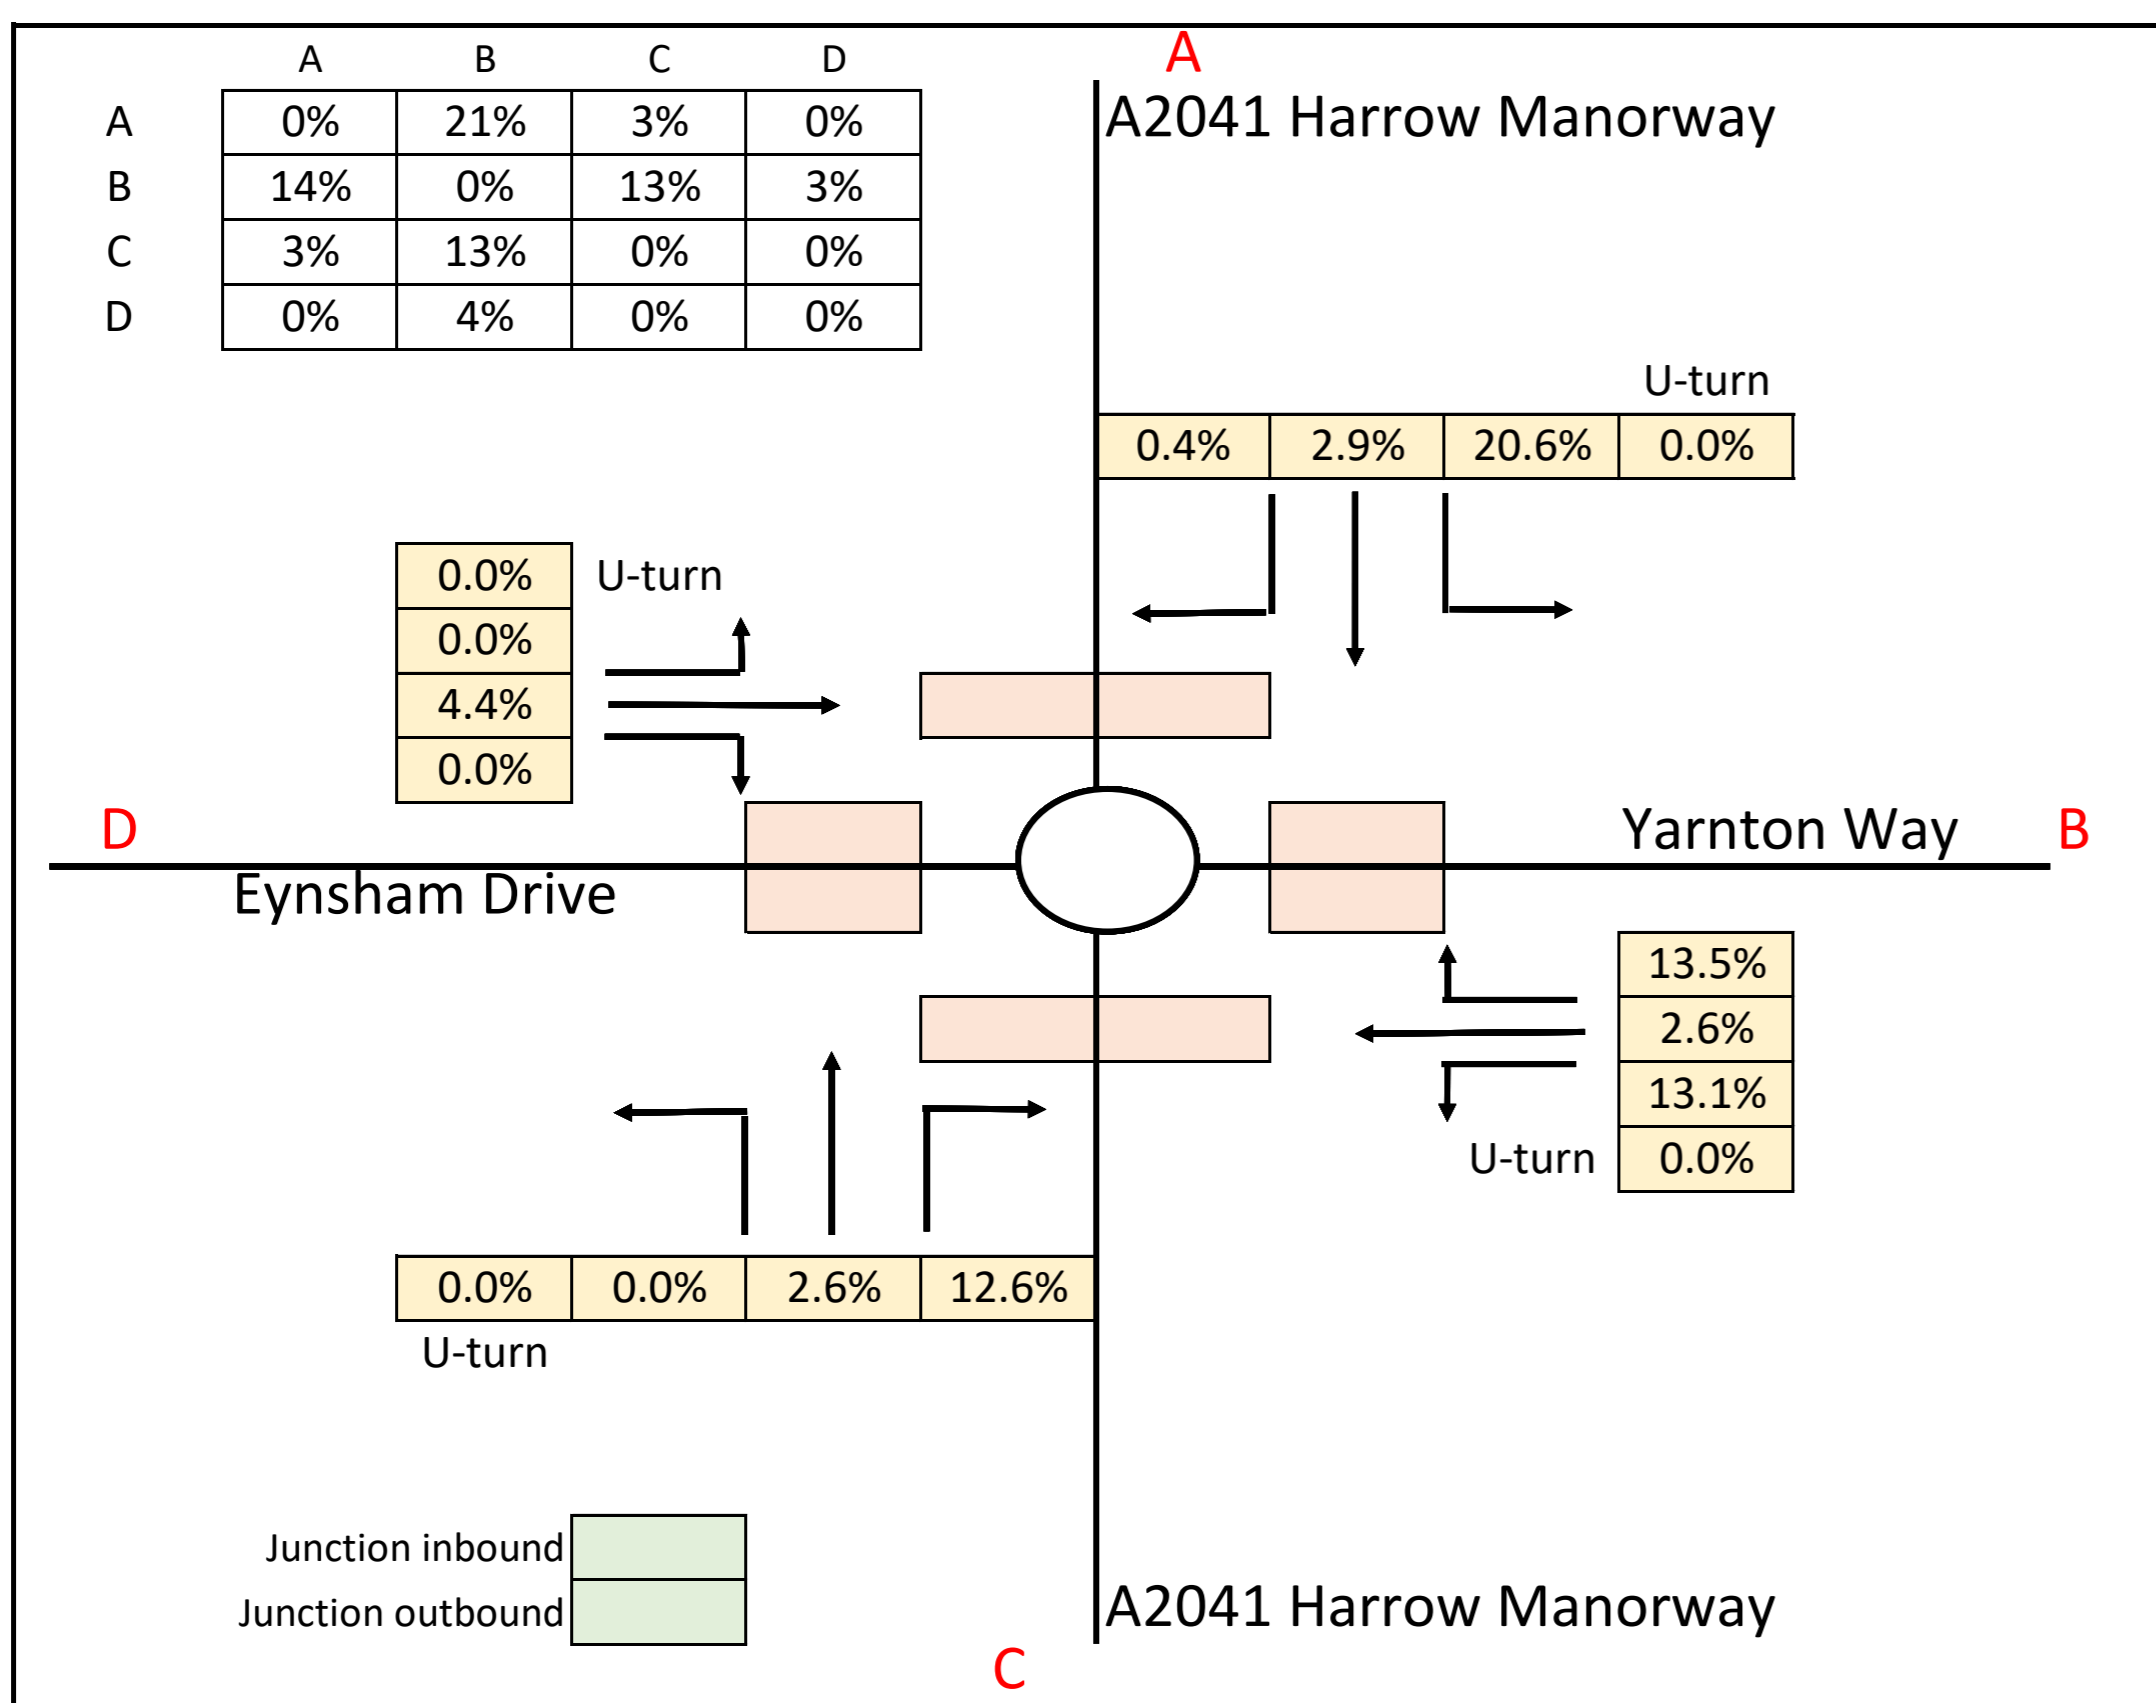 A B C D
A 0% 21% 3% 0%
B 14% 0% 13% 3%
C 3% 13% 0% 0%
D 0% 4% 0% 0%
A
A2041 Harrow Manorway
U-turn
0.4% 2.9% 20.6% 0.0%
0.0% U-turn
0.0%
4.4%
0.0%
D
Eynsham Drive
Yarnton Way B
13.5%
2.6%
13.1%
U-turn 0.0%
0.0% 0.0% 2.6% 12.6%
U-turn
Junction inbound
Junction outbound
A2041 Harrow Manorway
C